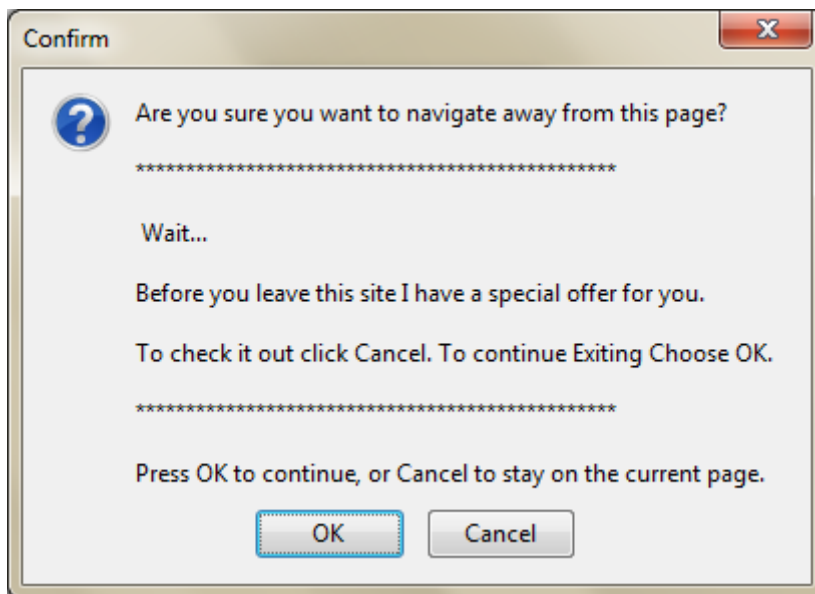 Confirm
Are you sure you want to navigate away from this page?
************************************************
Wait...
Before you leave this site I have a special offer for you.
To check it out click Cancel. To continue Exiting Choose OK.
************************************************
Press OK to continue, or Cancel to stay on the current page.
OK Cancel